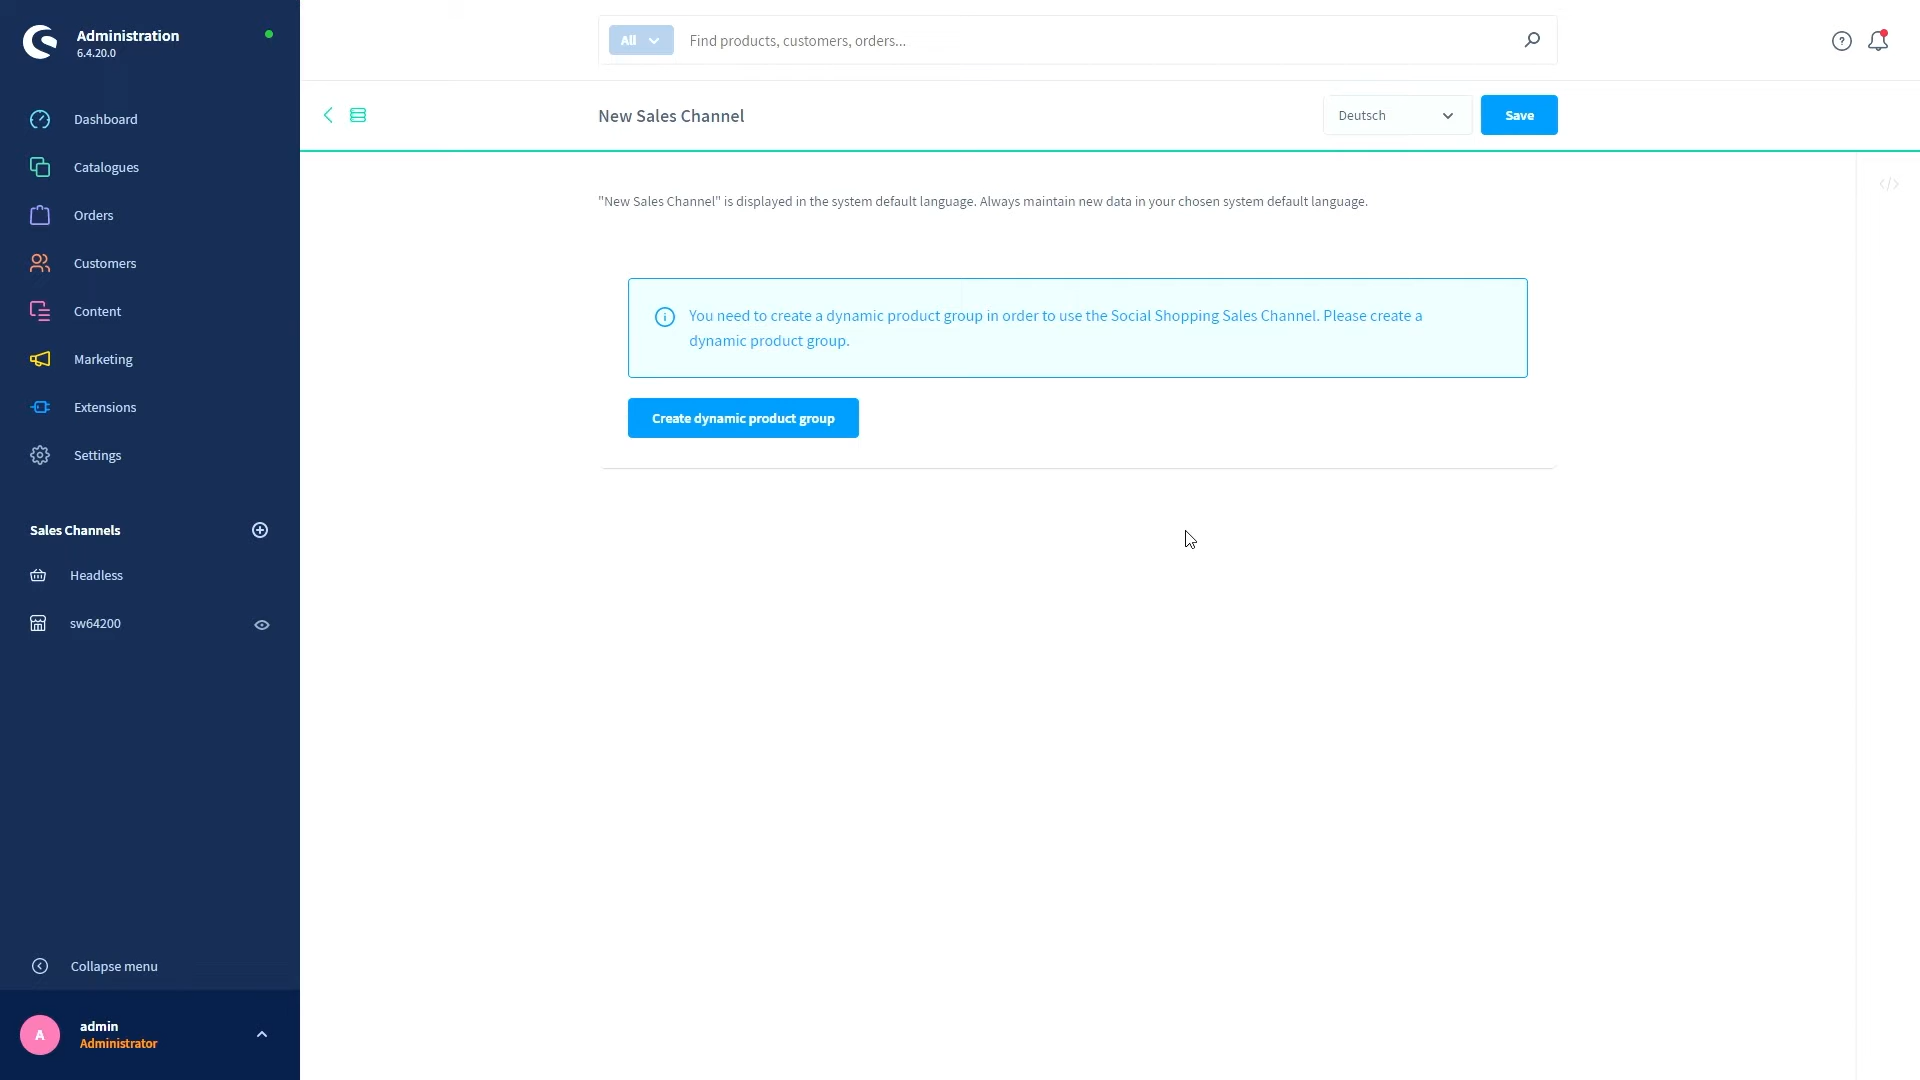 Administration
6.4.20.0
Dashboard
Catalogues
Orders
Customers
Content
Marketing
Extensions
Settings
Sales Channels
Headless
sw64200
Collapse menu
A
admin
Administrator
All
Find products, customers, orders...
New Sales Channel
Deutsch
Save
"New Sales Channel" is displayed in the system default language. Always maintain new data in your chosen system default language.
You need to create a dynamic product group in order to use the Social Shopping Sales Channel. Please create a
dynamic product group.
Create dynamic product group